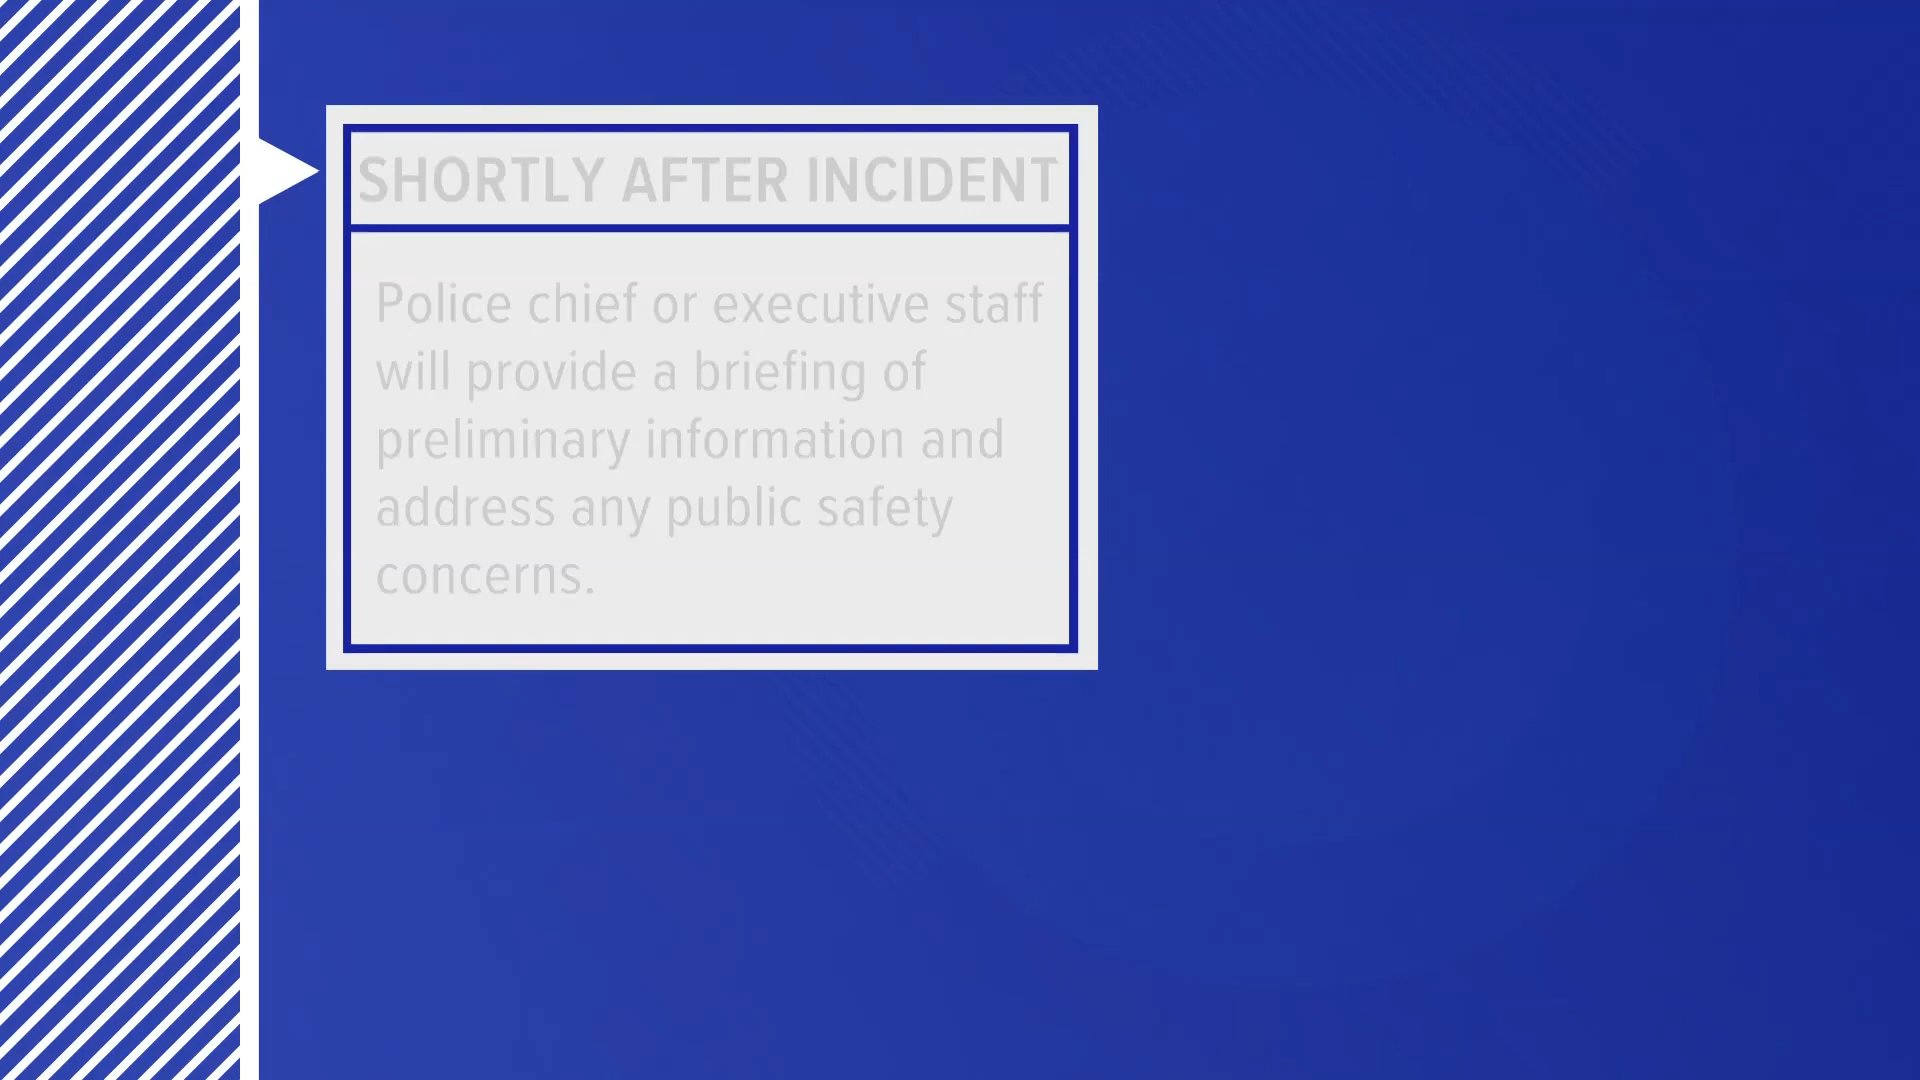 SHORTLY AFTER INCIDENT
Police chief or executive staff
will provide a briefing of
preliminary information and
address any public safety
concerns.